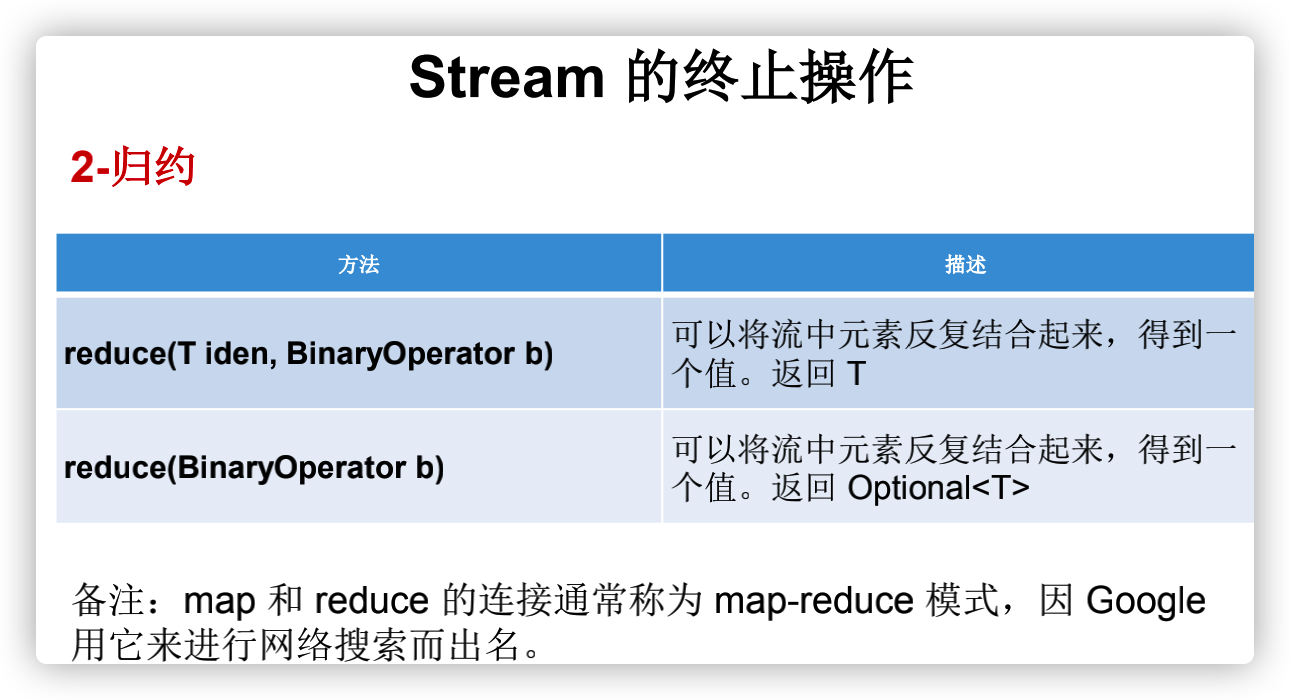 Stream 的终止操作
2-归约
方法
描述
reduce(T iden, BinaryOperator b)
可以将流中元素反复结合起来，得到一
个值。返回 T
reduce(BinaryOperator b)
可以将流中元素反复结合起来，得到一
个值。返回 Optional<T>
备注：map 和 reduce 的连接通常称为 map-reduce 模式，因 Google
用它来进行网络搜索而出名。